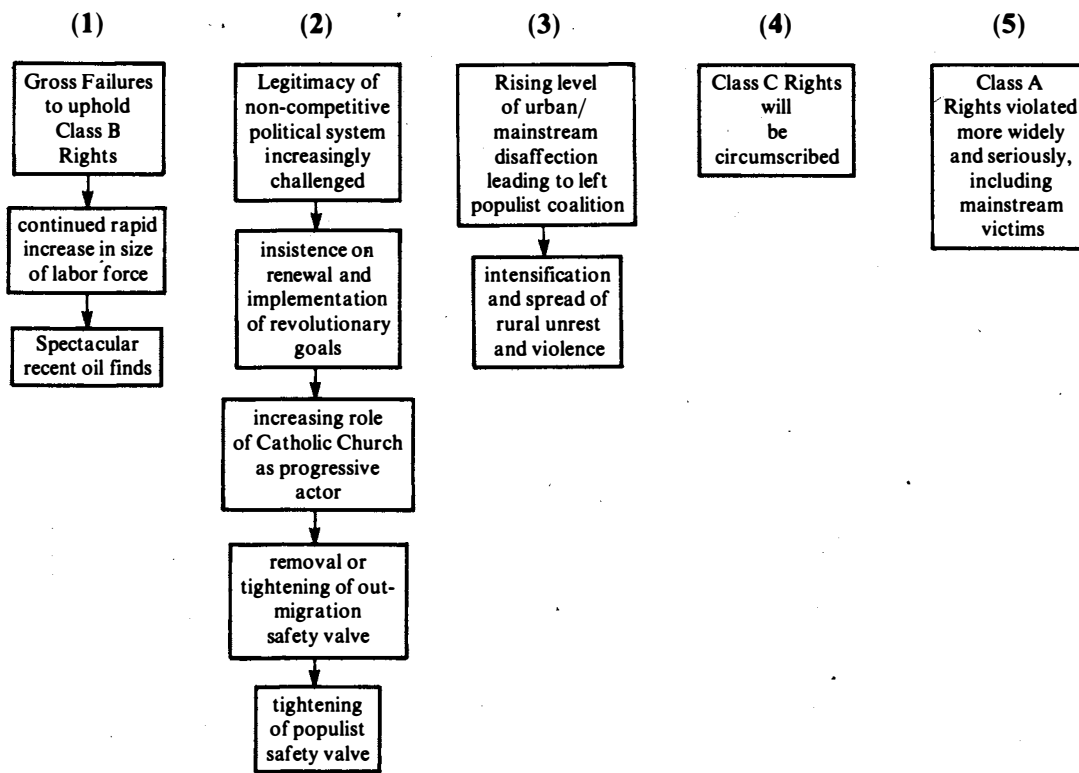 (1)
Gross Failures
to uphold
Class B
Rights
continued rapid
increase in size
of labor force
Spectacular
recent oil finds
(2)
Legitimacy of
non-competitive
political system
increasingly
challenged
insistence on
renewal and
implementation
of revolutionary
goals
increasing role
of Catholic Church
as progressive
actor
removal or
tightening of out-
migration
safety valve
tightening
of populist
safety valve
(3)
Rising level
of urban/
mainstream
disaffection
leading to left
populist coalition
intensification
and spread of
rural unrest
and violence
(4)
Class C Rights
will
be
circumscribed
(5)
Class A
Rights violated
more widely
and seriously,
including
mainstream
victims